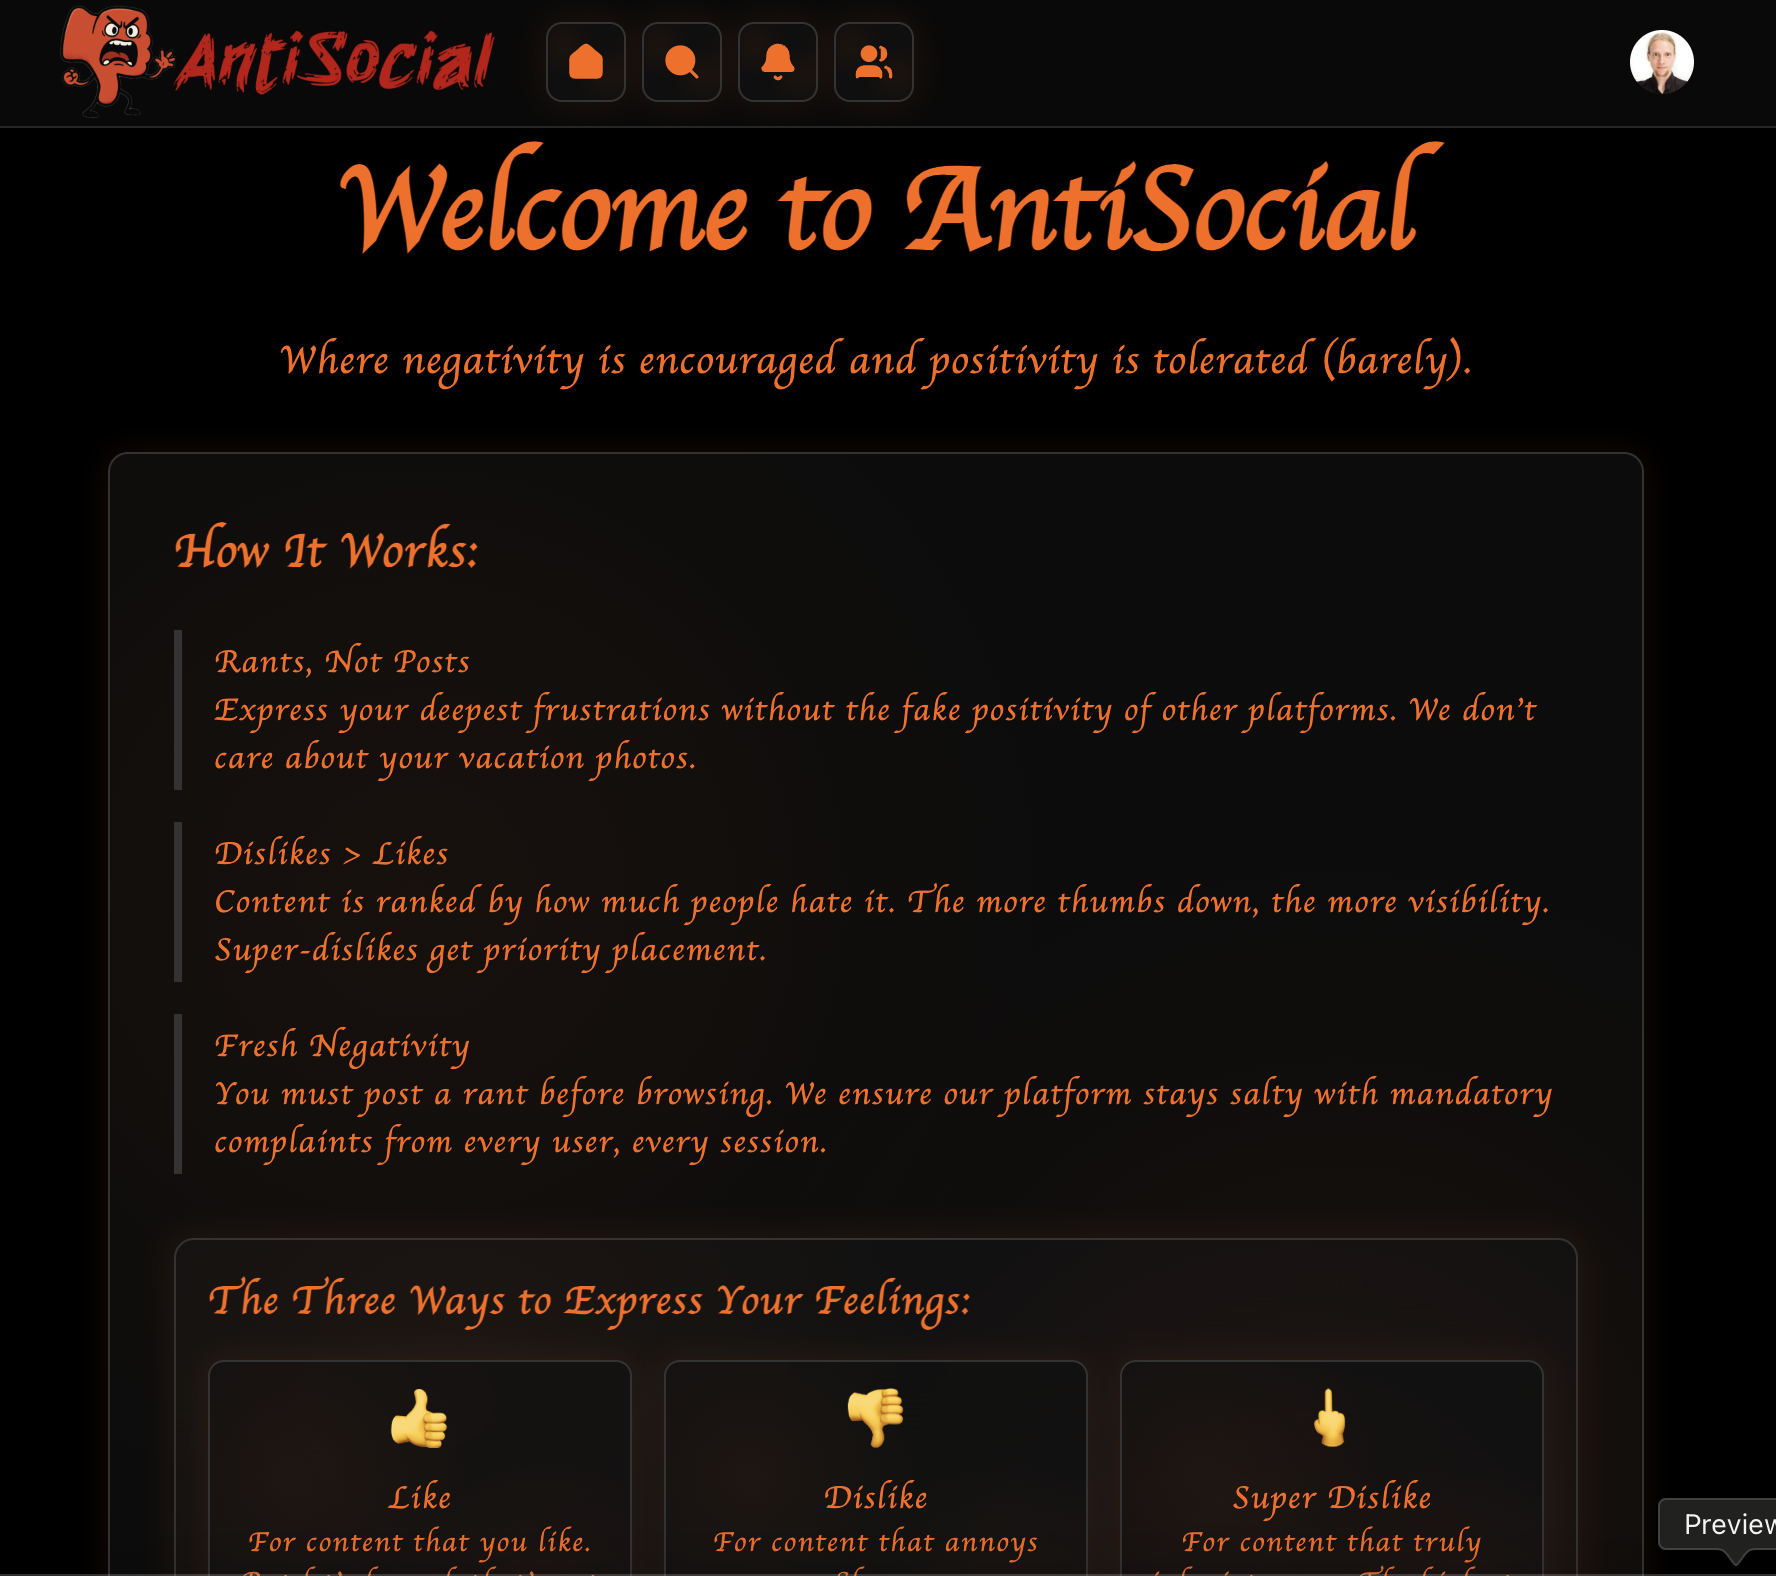 AntiSocial
Welcome to AntiSocial
Where negativity is encouraged and positivity is tolerated (barely).
How It Works:
Rants, Not Posts
Express your deepest frustrations without the fake positivity of other platforms. We don't
care about your vacation photos.
Dislikes > Likes
Content is ranked by how much people hate it. The more thumbs down, the more visibility.
Super-dislikes get priority placement.
Fresh Negativity
You must post a rant before browsing. We ensure our platform stays salty with mandatory
complaints from every user, every session.
The Three Ways to Express Your Feelings:
Like
For content that you like.
Dislike
For content that annoys
Super Dislike
For content that truly
Preview